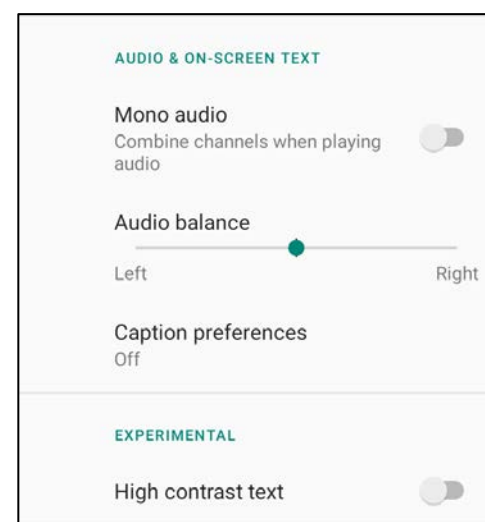 AUDIO & ON-SCREEN TEXT
Mono audio
Combine channels when playing
audio
Audio balance
Left Right
Caption preferences
Off
EXPERIMENTAL
High contrast text